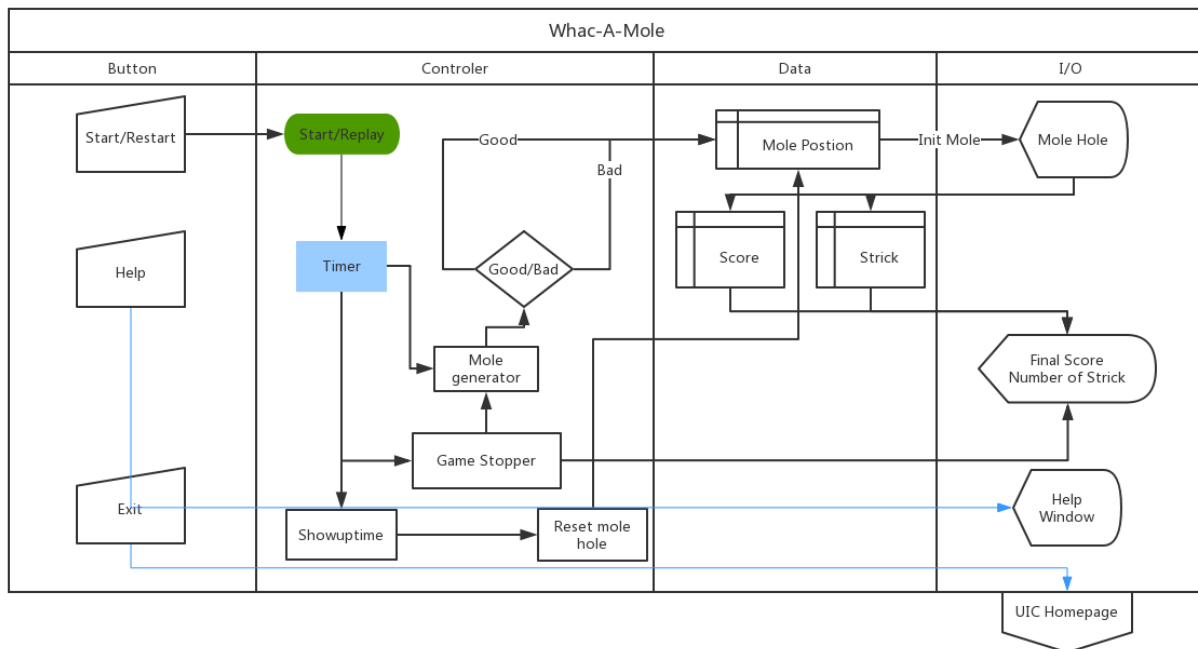 Whac-A-Mole
Button
Controler
Data
I/O
Start/Restart
Start/Replay
Good
Bad
Mole Postion
Init Mole
Mole Hole
Help
Timer
Good/Bad
Score
Strick
Mole
generator
Final Score
Number of Strick
Game Stopper
Exit
Showuptime
Reset mole
hole
Help
Window
UIC Homepage